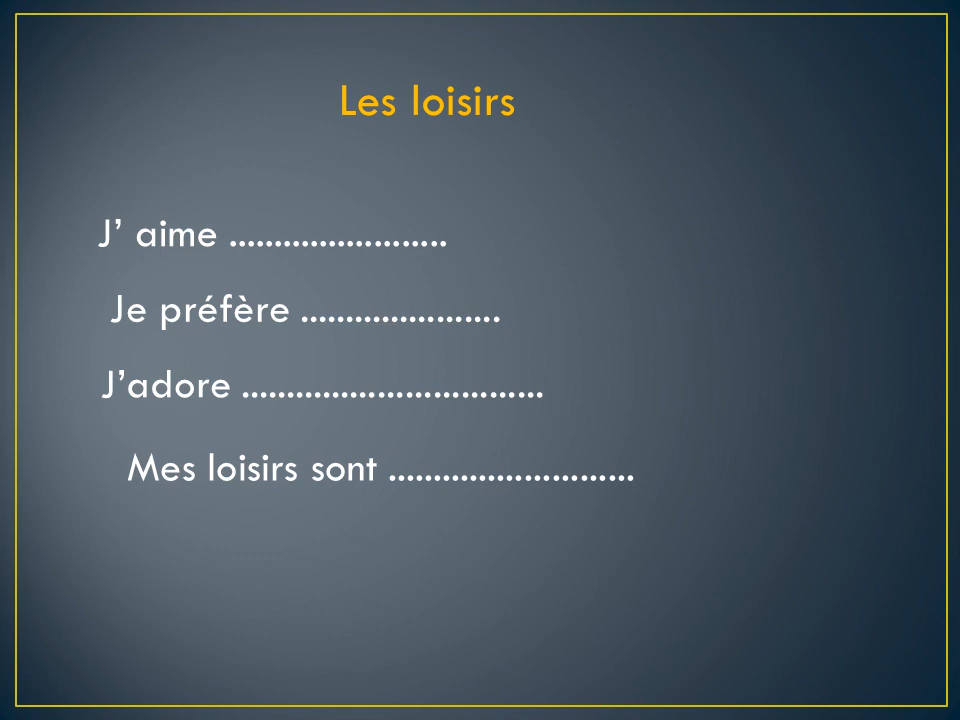 Les loisirs
J’ aime ........................
Je préfère ......................
J’adore .................................
Mes loisirs sont ...........................